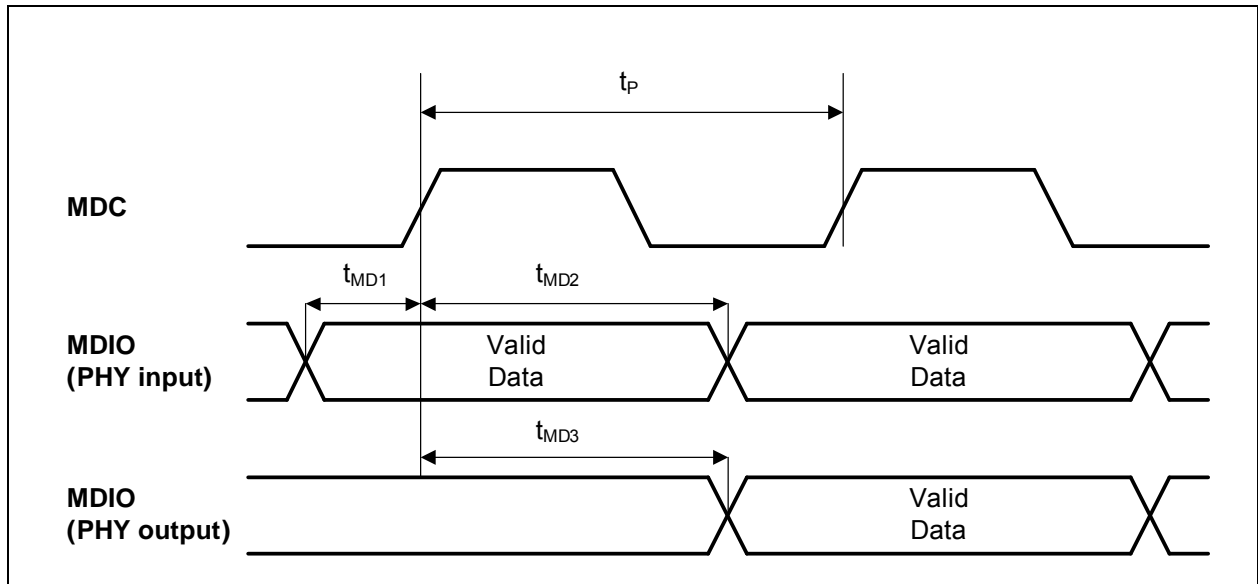 tP
MDC
tMD1
tMD2
MDIO
(PHY input)
Valid
Data
Valid
Data
tMD3
MDIO
(PHY output)
Valid
Data